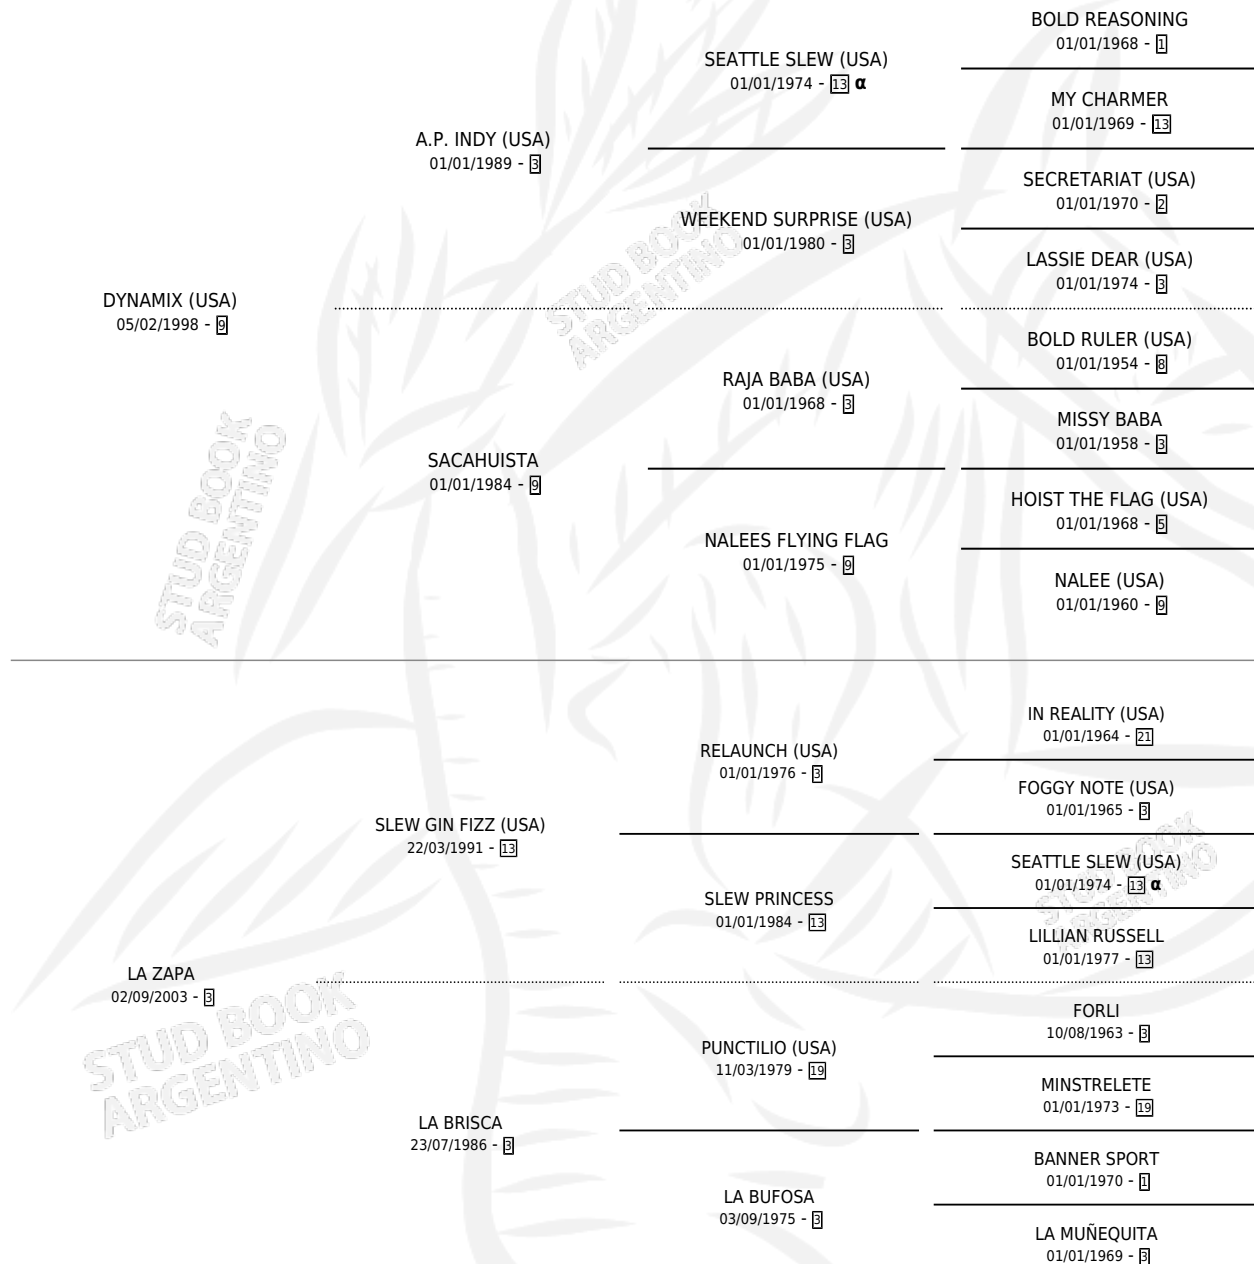 BOLD REASONING
01/01/1968 - 1
SEATTLE SLEW (USA)
01/01/1974 - 13 α
MY CHARMER
01/01/1969 - 13
A.P. INDY (USA)
01/01/1989 - 3
SECRETARIAT (USA)
01/01/1970 - 2
WEEKEND SURPRISE (USA)
01/01/1980 - 3
LASSIE DEAR (USA)
01/01/1974 - 3
DYNAMIX (USA)
05/02/1998 - 9
BOLD RULER (USA)
01/01/1954 - 8
RAJA BABA (USA)
01/01/1968 - 3
MISSY BABA
01/01/1958 - 3
SACAHUISTA
01/01/1984 - 9
HOIST THE FLAG (USA)
01/01/1968 - 5
NALEES FLYING FLAG
01/01/1975 - 9
NALEE (USA)
01/01/1960 - 9
IN REALITY (USA)
01/01/1964 - 21
RELAUNCH (USA)
01/01/1976 - 3
FOGGY NOTE (USA)
01/01/1965 - 3
SLEW GIN FIZZ (USA)
22/03/1991 - 13
SEATTLE SLEW (USA)
01/01/1974 - 13 α
SLEW PRINCESS
01/01/1984 - 13
LILLIAN RUSSELL
01/01/1977 - 13
LA ZAPA
02/09/2003 - 3
FORLI
10/08/1963 - 3
PUNCTILIO (USA)
11/03/1979 - 19
MINSTRELETE
01/01/1973 - 19
LA BRISCA
23/07/1986 - 3
BANNER SPORT
01/01/1970 - 1
LA BUFOSA
03/09/1975 - 3
LA MUÑEQUITA
01/01/1969 - 3
STUD BOOK
ARGENTINO
STUD BOOK
ARGENTINO
STUD BOOK
ARGENTINO
STUD BOOK
ARGENTINO